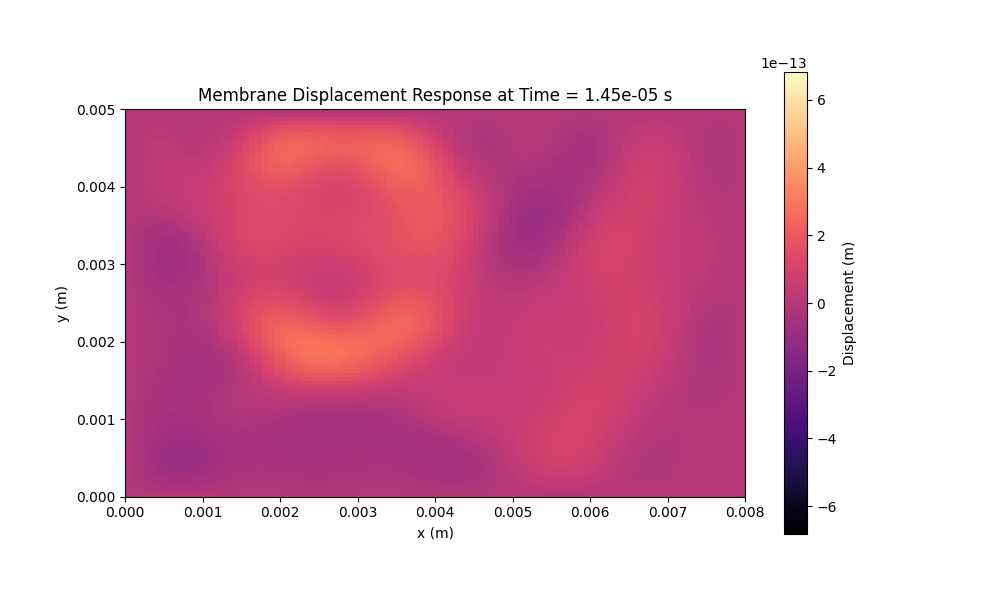 1e−13
Membrane Displacement Response at Time = 1.45e-05 s
0.005
0.004
0.003
0.002
0.001
0.000
y (m)
0.000 0.001 0.002 0.003 0.004 0.005 0.006 0.007 0.008
x (m)
6
4
2
0
−2
−4
−6
Displacement (m)